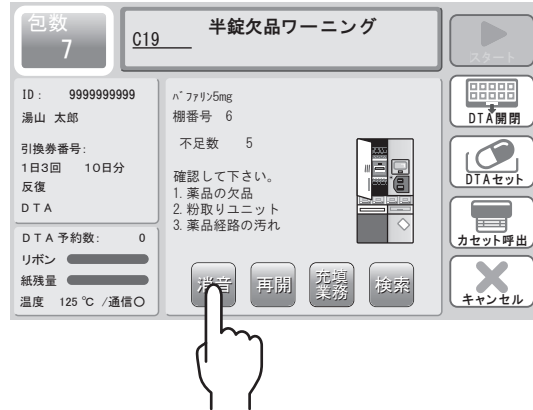 包数
7
C19 半錠欠品ワーニング
スタート
ID: 9999999999
湯山 太郎
引換券番号:
1日3回 10日分
反復
DTA
DTA予約数: 0
リボン
紙残量
温度 125℃ /通信○
バファリン5mg
棚番号 6
不足数 5
確認して下さい。
1. 薬品の欠品
2. 粉取りユニット
3. 薬品経路の汚れ
消音 再開 充填業務 検索
DTA開閉
DTAセット
カセット呼出
キャンセル